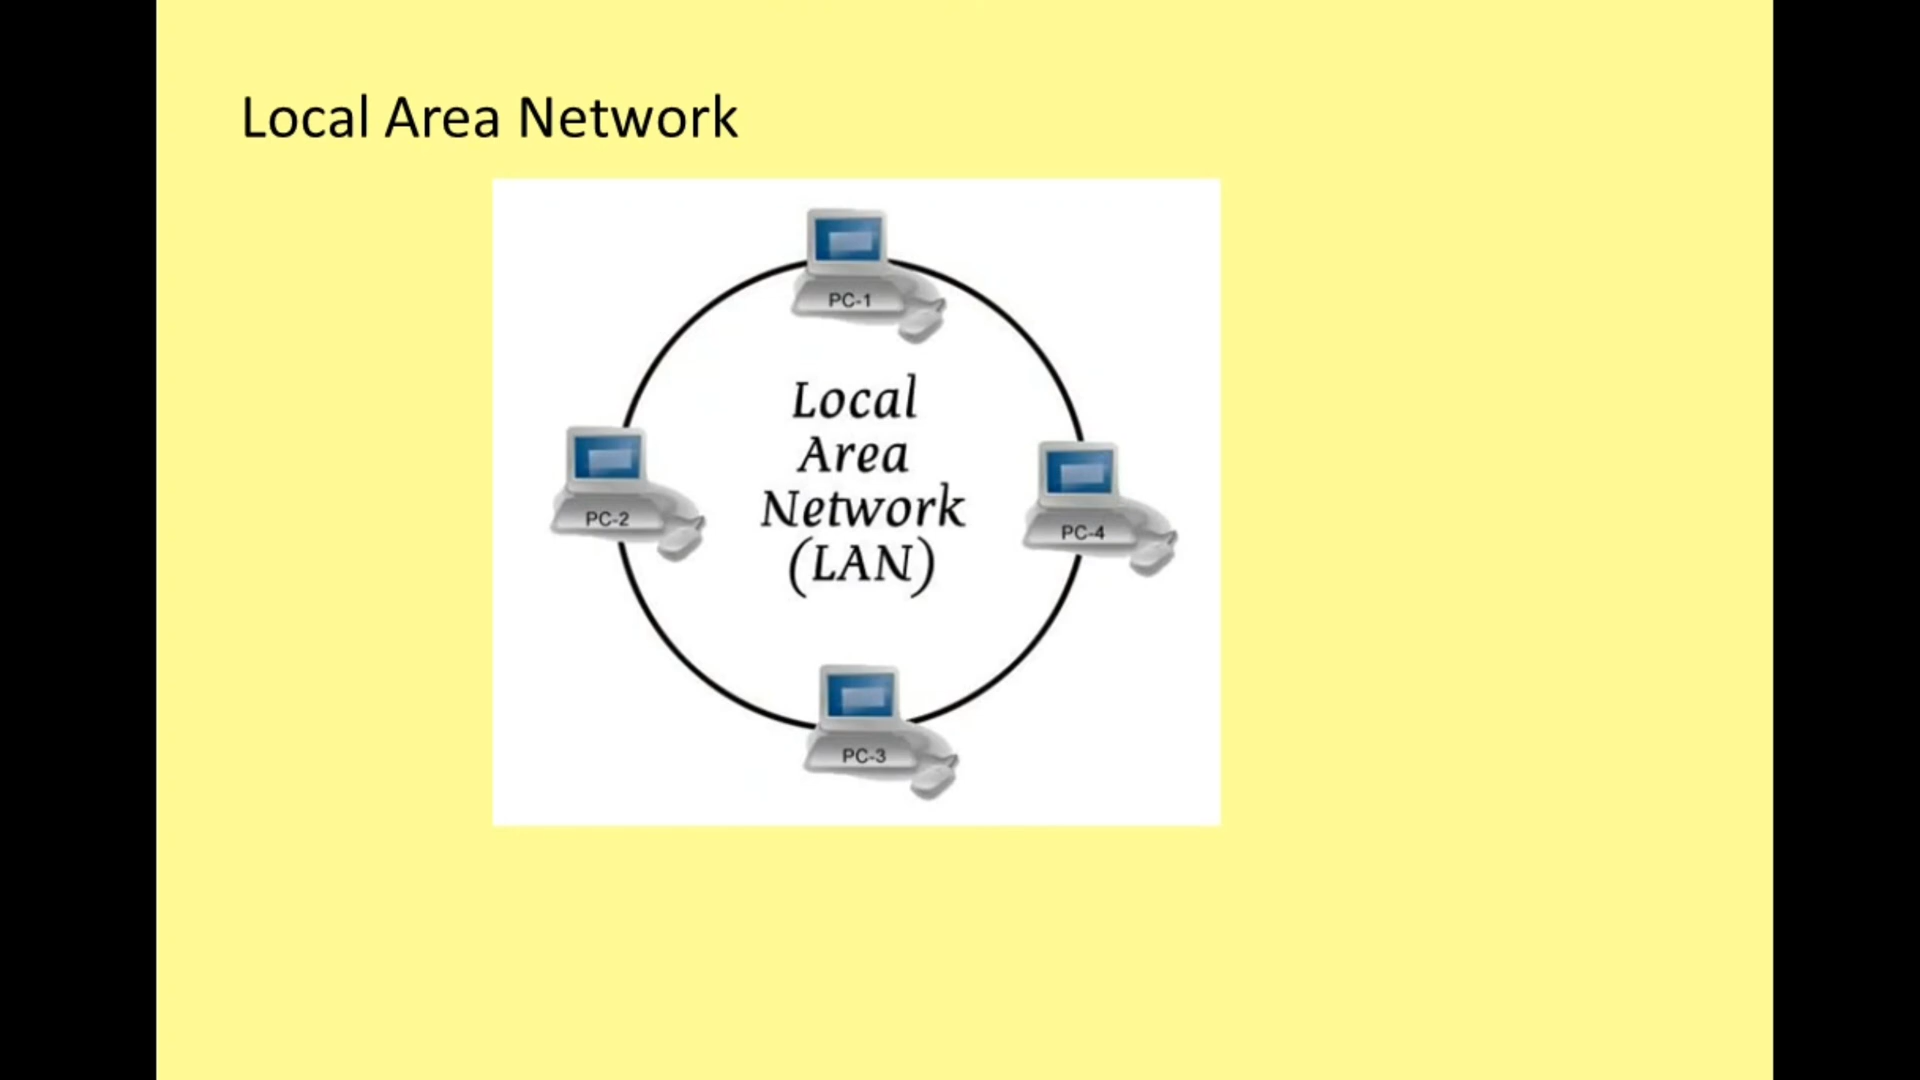 Local Area Network
PC-1
Local
Area
Network
(LAN)
PC-2
PC-4
PC-3